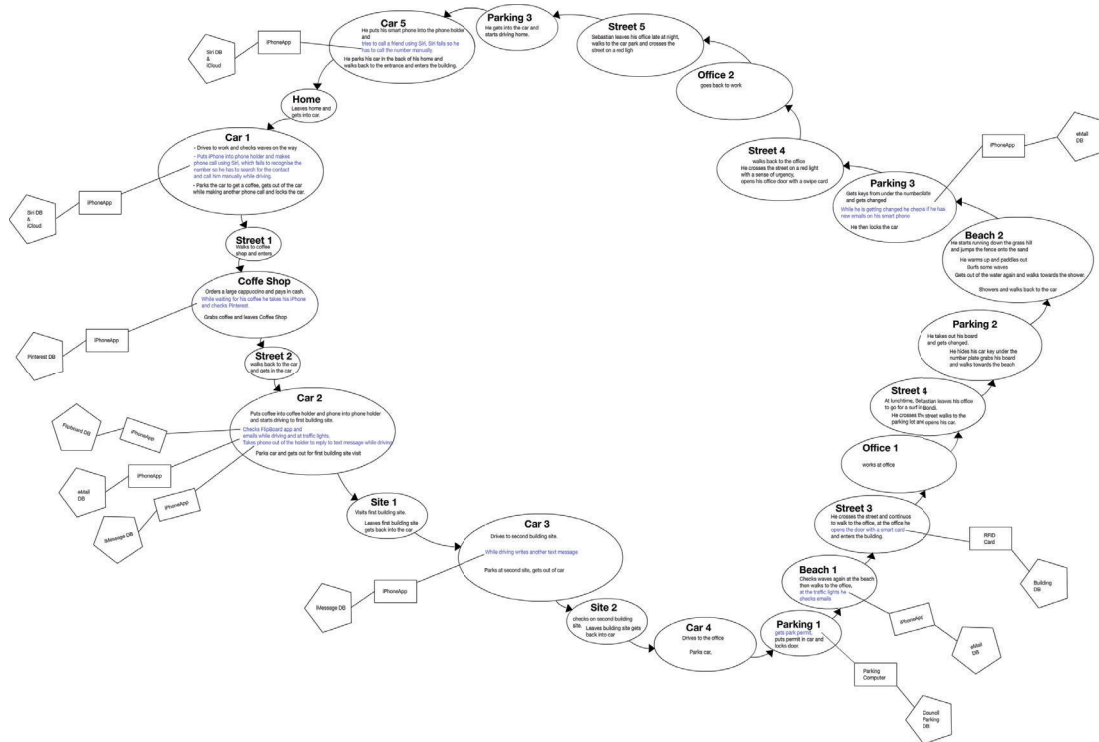 Car 5
He puts his smart phone into the phone holder
and
tries to call a friend using Siri. Siri fails so he
has to call the number manually.
He parks his car in the back of his home and
walks back to the entrance and enters the building.
iPhoneApp
Siri DB
&
iCloud
Home
Leaves home and
gets into car.
Car 1
- Drives to work and checks waves on the way
- Puts iPhone into phone holder and makes
phone call using Siri, which fails to recognise the
number so he has to search for the contact
and call him manually while driving
- Parks the car to get a coffee, gets out of the car
while making another phone call and locks the car.
iPhoneApp
Siri DB
&
iCloud
Street 1
Walks to coffee
shop and enters
Coffe Shop
Orders a large cappuccino and pays in cash.
While waiting for his coffee he takes his iPhone
and checks Pinterest.
Grabs coffee and leaves Coffee Shop
iPhoneApp
Pinterest DB
Street 2
walks back to the car
and gets in the car
Car 2
Puts coffee into coffee holder and phone into phone holder
and starts driving to first building site.
Checks FlipBoard app and
emails while driving and at traffic lights.
Takes phone out of the holder to reply to text message while driving
Parks car and gets out for first building site visit
iPhoneApp
Flipboard DB
iPhoneApp
eMail
DB
iPhoneApp
iMessage DB
Site 1
Visits first building site.
Leaves first building site
gets back into the car
Car 3
Drives to second building site.
While driving writes another text message
Parks at second site, gets out of car
iPhoneApp
iMessage DB
Site 2
checks on second building
site.
Leaves building site gets
back into car
Car 4
Drives to the office
Parks car,
Parking 1
gets park permit,
puts permit in car and
locks door.
Parking
Computer
Council
Parking
DB
Beach 1
Checks waves again at the beach
then walks to the office,
at the traffic lights he
checks emails
iPhoneApp
eMail
DB
Street 3
He crosses the street and continues
to walk to the office, at the office he
opens the door with a smart card
and enters the building.
RFID
Card
Building
DB
Office 1
works at office
Street 4
At lunchtime, Sebastian leaves his office
to go for a surf in Bondi.
He crosses the street walks to the
parking lot and opens his car.
Parking 2
He takes out his board
and gets changed.
He hides his car key under the
number plate grabs his board
and walks towards the beach
Beach 2
He starts running down the grass hill
and jumps the fence onto the sand
He warms up and paddles out
Surfs some waves
Gets out of the water again and walks towards the shower.
Showers and walks back to the car
Parking 3
Gets keys from under the numberplate
and gets changed
While he is getting changed he checks if he has
new emails on his smart phone
He then locks the car
iPhoneApp
eMail
DB
Street 4
walks back to the office
He crosses the street on a red light
with a sense of urgency,
opens his office door with a swipe card
Office 2
goes back to work
Street 5
Sebastian leaves his office late at night,
walks to the car park and crosses the
street on a red ligh
Parking 3
He gets into the car and
starts driving home.